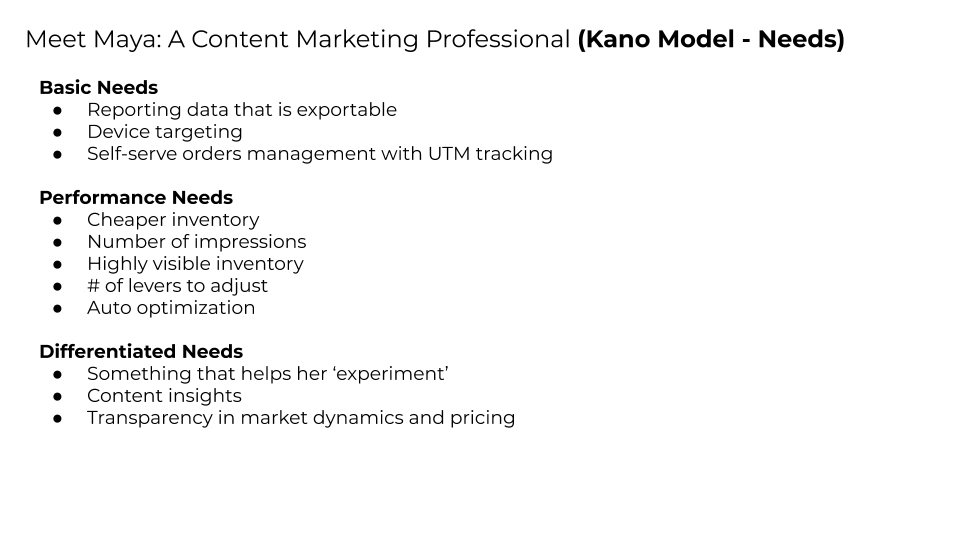 Meet Maya: A Content Marketing Professional (Kano Model - Needs)
Basic Needs
● Reporting data that is exportable
● Device targeting
● Self-serve orders management with UTM tracking
Performance Needs
● Cheaper inventory
● Number of impressions
● Highly visible inventory
● # of levers to adjust
● Auto optimization
Differentiated Needs
● Something that helps her ‘experiment’
● Content insights
● Transparency in market dynamics and pricing